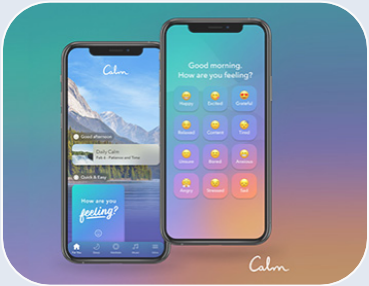 Calm
Good afternoon
Daily Calm
Quick & Easy
How are you
feeling?
Good morning.
How are you feeling?
Happy
Excited
Grateful
Relaxed
Content
Tired
Unsure
Bored
Anxious
Angry
Stressed
Sad
Calm